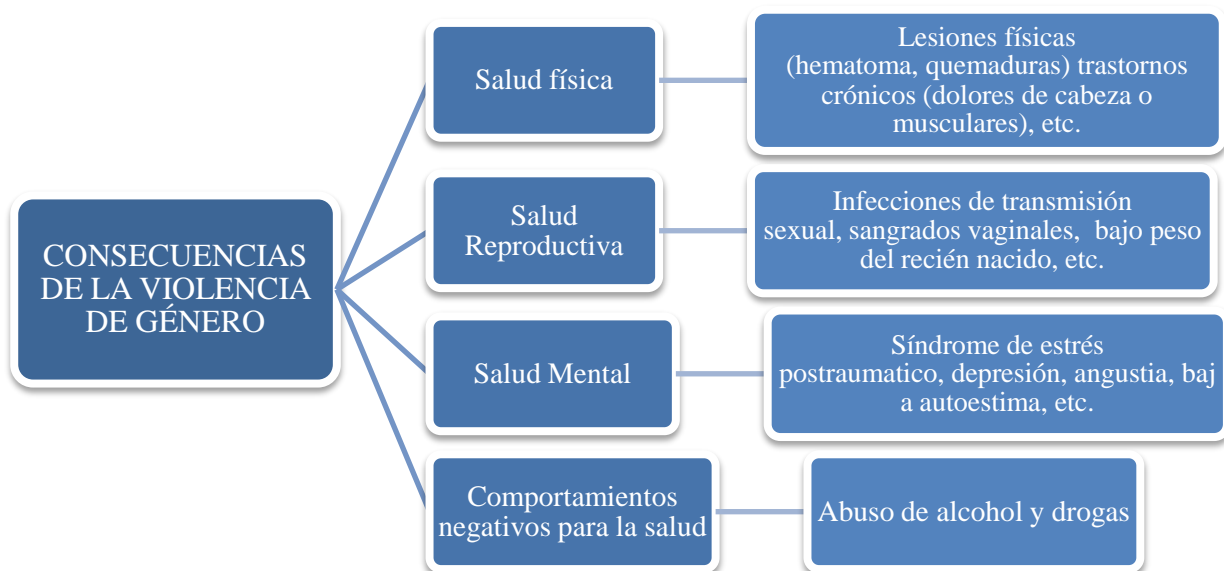 CONSECUENCIAS
DE LA VIOLENCIA
DE GÉNERO
Salud física
Lesiones físicas
(hematoma, quemaduras) trastornos
crónicos (dolores de cabeza o
musculares), etc.
Salud
Reproductiva
Infecciones de transmisión
sexual, sangrados vaginales, bajo peso
del recién nacido, etc.
Salud Mental
Síndrome de estrés
postraumatico, depresión, angustia, baj
a autoestima, etc.
Comportamientos
negativos para la salud
Abuso de alcohol y drogas